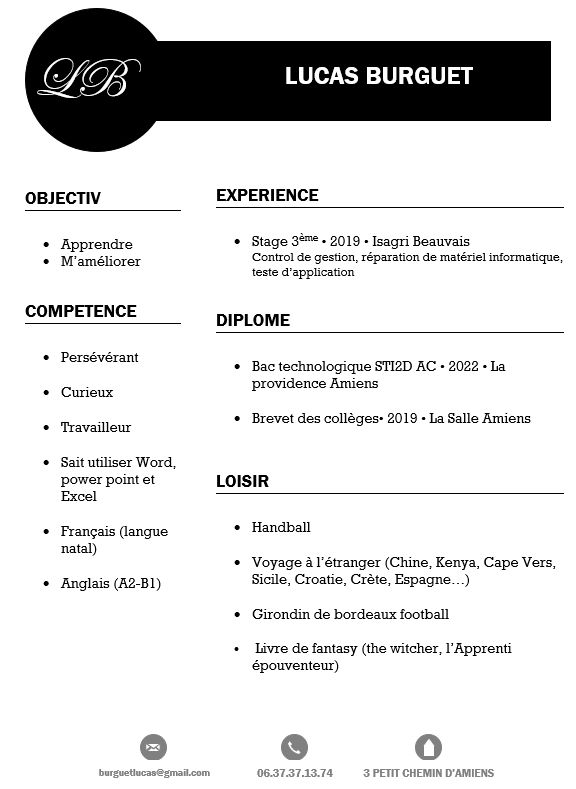 LB
LUCAS BURGUET
OBJECTIV
• Apprendre
• M'améliorer
COMPETENCE
• Persévérant
• Curieux
• Travailleur
• Sait utiliser Word,
power point et
Excel
• Français (langue
natal)
• Anglais (A2-B1)
EXPERIENCE
• Stage 3ème • 2019 • Isagri Beauvais
Control de gestion, réparation de matériel informatique,
teste d'application
DIPLOME
• Bac technologique STI2D AC • 2022 • La
providence Amiens
• Brevet des collèges• 2019 • La Salle Amiens
LOISIR
• Handball
• Voyage à l'étranger (Chine, Kenya, Cape Vers,
Sicile, Croatie, Crète, Espagne…)
• Girondin de bordeaux football
• Livre de fantasy (the witcher, l'Apprenti
épouventeur)
burguetlucas@gmail.com
06.37.37.13.74
3 PETIT CHEMIN D'AMIENS